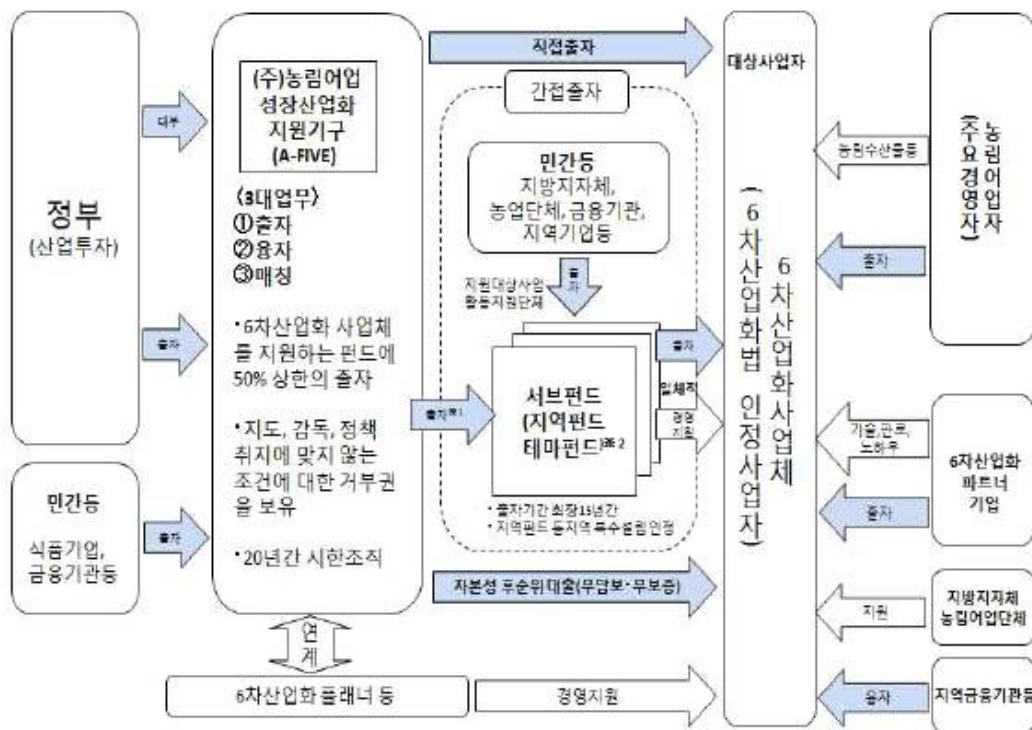 정부
(산업투자)
대부
출자
민간등
식품기업,
금융기관등
출자
(주)농림어업
성장산업화
지원기구
(A-FIVE)
〈3대업무〉
①출자
②융자
③매칭
•6차산업화 사업체
를 지원하는 펀드에
50% 상한의 출자
•지도, 감독, 정책
취지에 맞지 않는
조건에 대한 거부권
을 보유
•20년간 시한조직
연계
6차산업화 플래너 등
직접출자
간접출자
민간등
지방지자체,
농업단체, 금융기관,
지역기업등
출자
지원대상사업
활동지원단체
출자※1
서브펀드
(지역펀드
테마펀드)※2
출자
일체적
경영
지원
• 출자기간 최장15년간
• 지역펀드 동지역 복수설립인정
자본성 후순위대출(무담보·무보증)
경영지원
대상사업자
6차산업화사업체
(6차산업화법 인정사업자)
농림수산물등
출자
농림어업자
(주요경영자)
기술,판로,
노하우
출자
6차산업화
파트너
기업
지원
지방지자체
농림어업단체
융자
지역금융기관등